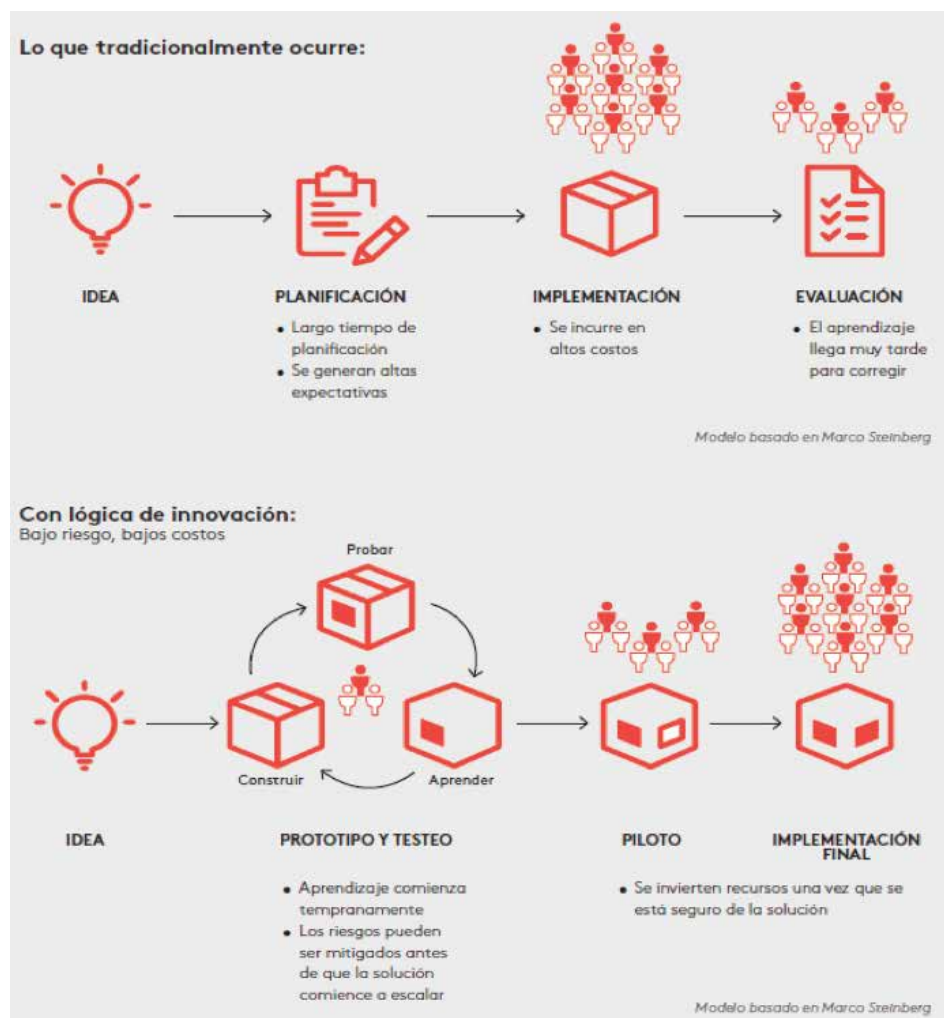 Lo que tradicionalmente ocurre:
IDEA
PLANIFICACIÓN
• Largo tiempo de
planificación
• Se generan altas
expectativas
IMPLEMENTACIÓN
• Se incurre en
altos costos
EVALUACIÓN
• El aprendizaje
llega muy tarde
para corregir
Modelo basado en Marco Steinberg
Con lógica de innovación:
Bajo riesgo, bajos costos
Probar
Construir
Aprender
IDEA
PROTOTIPO Y TESTEO
• Aprendizaje comienza
tempranamente
• Los riesgos pueden
ser mitigados antes
de que la solución
comience a escalar
PILOTO
IMPLEMENTACIÓN
FINAL
• Se invierten recursos una vez que se
está seguro de la solución
Modelo basado en Marco Steinberg